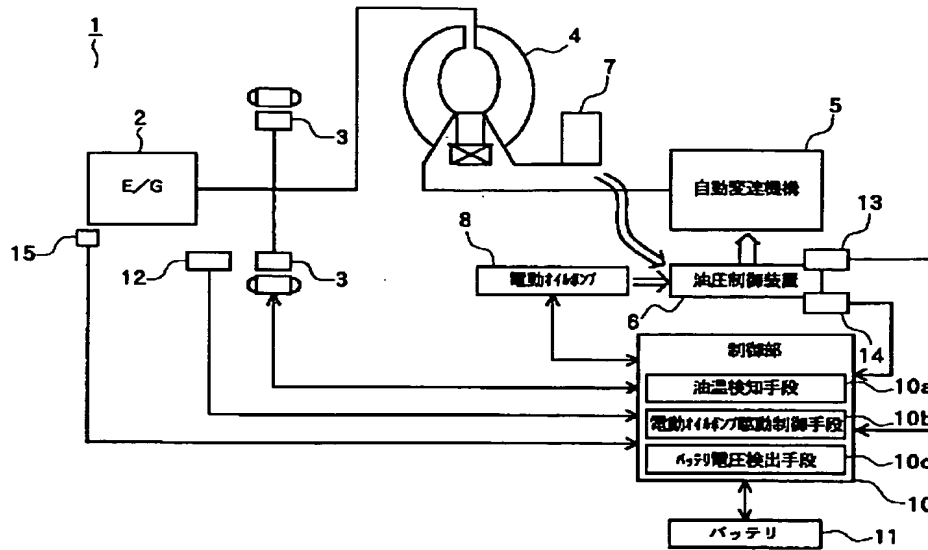 1
4
7
2
3
5
E/G
自動変速機機
8
13
15
12
3
電動オイルポンプ
油圧制御装置
6
14
制御部
油温検知手段
10a
電動オイルポンプ駆動制御手段
10b
バッテリ電圧検出手段
10c
10
バッテリ
11